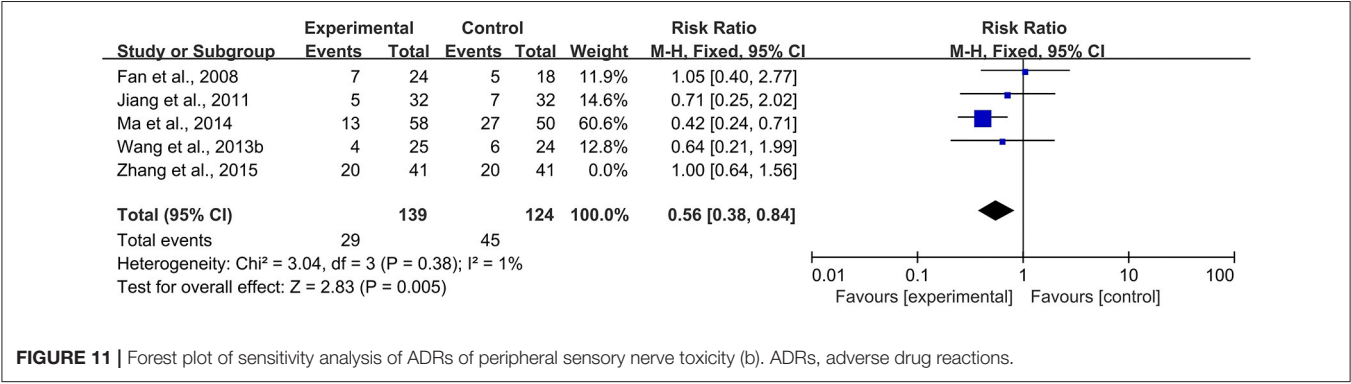 Experimental Control Risk Ratio Risk Ratio
Study or Subgroup Events Total Events Total Weight M-H, Fixed, 95% CI M-H, Fixed, 95% CI
Fan et al., 2008 7 24 5 18 11.9% 1.05 [0.40, 2.77]
Jiang et al., 2011 5 32 7 32 14.6% 0.71 [0.25, 2.02]
Ma et al., 2014 13 58 27 50 60.6% 0.42 [0.24, 0.71]
Wang et al., 2013b 4 25 6 24 12.8% 0.64 [0.21, 1.99]
Zhang et al., 2015 20 41 20 41 0.0% 1.00 [0.64, 1.56]
Total (95% CI) 139 124 100.0% 0.56 [0.38, 0.84]
Total events 29 45
Heterogeneity: Chi² = 3.04, df = 3 (P = 0.38); I² = 1%
Test for overall effect: Z = 2.83 (P = 0.005)
0.01 0.1 1 10 100
Favours [experimental] Favours [control]
FIGURE 11 | Forest plot of sensitivity analysis of ADRs of peripheral sensory nerve toxicity (b). ADRs, adverse drug reactions.